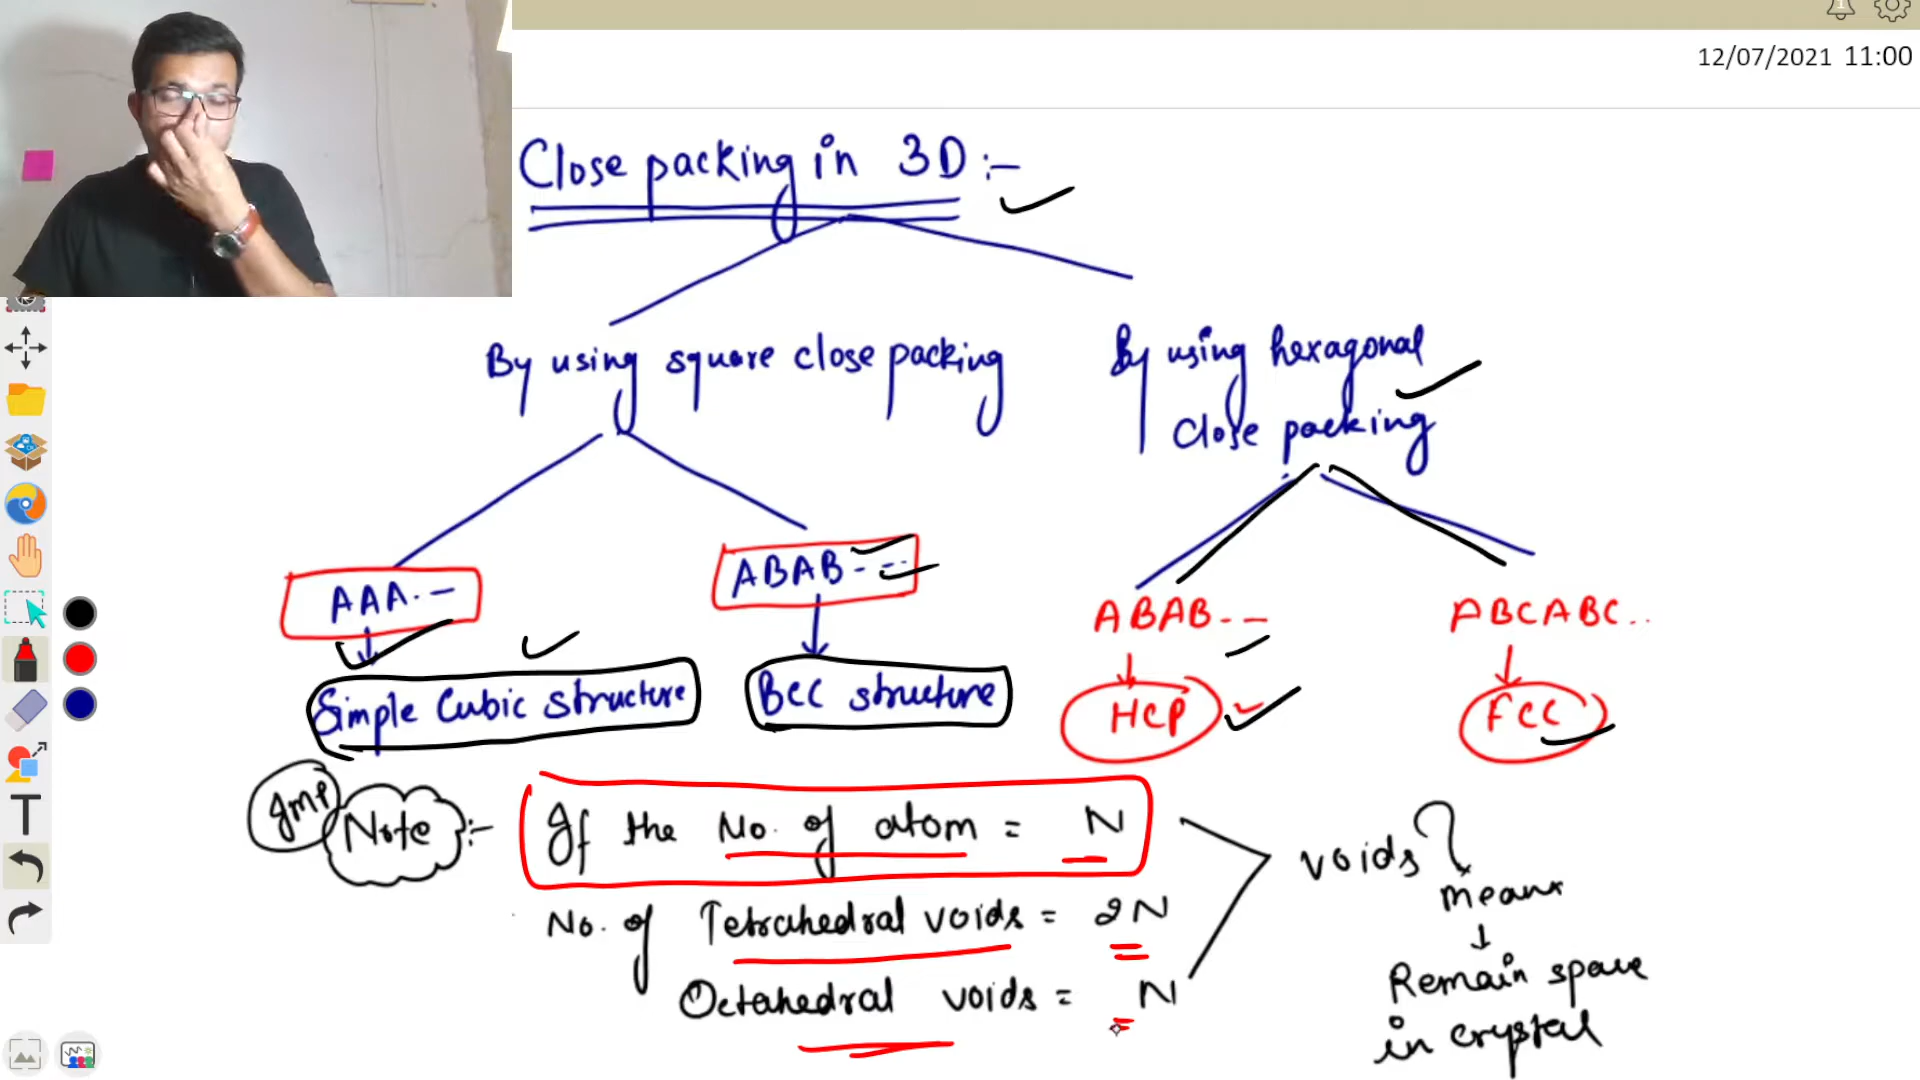 12/07/2021 11:00
Close packing in 3D :-
By using square close packing
By using hexagonal
close packing
AAA.--
ABAB---
ABAB.--
ABCABC..
Simple Cubic structure
BCC structure
HCP
FCC
Imp
Note :-
If the No. of atom = N
No. of Tetrahedral voids = 2N
Octahedral voids = N
voids?
means
Remain space
in crystal
T
1